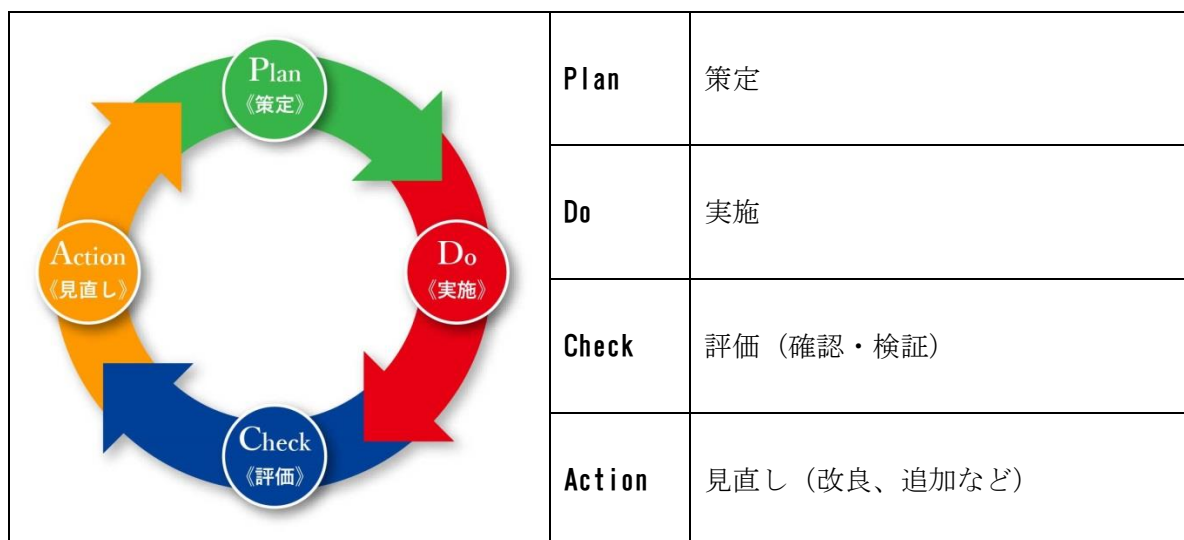 Plan
《策定》
Action
《見直し》
Do
《実施》
Check
《評価》
Plan 策定
Do 実施
Check 評価（確認・検証）
Action 見直し（改良、追加など）